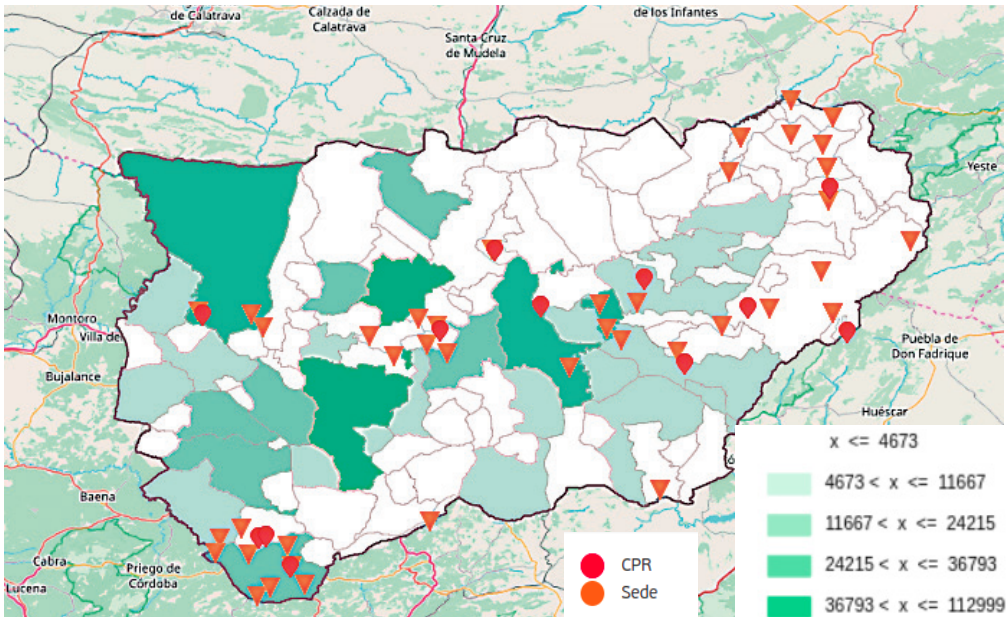 de Calatrava
Calzada de
Calatrava
de los Infantes
Santa Cruz
de Mudela
Yeste
Montoro
Villa del
Bujalance
Puebla de
Don Fadrique
Huéscar
Baena
Cabra
Lucena
Priego de
Córdoba
CPR
Sede
x <= 4673
4673 < x <= 11667
11667 < x <= 24215
24215 < x <= 36793
36793 < x <= 112999